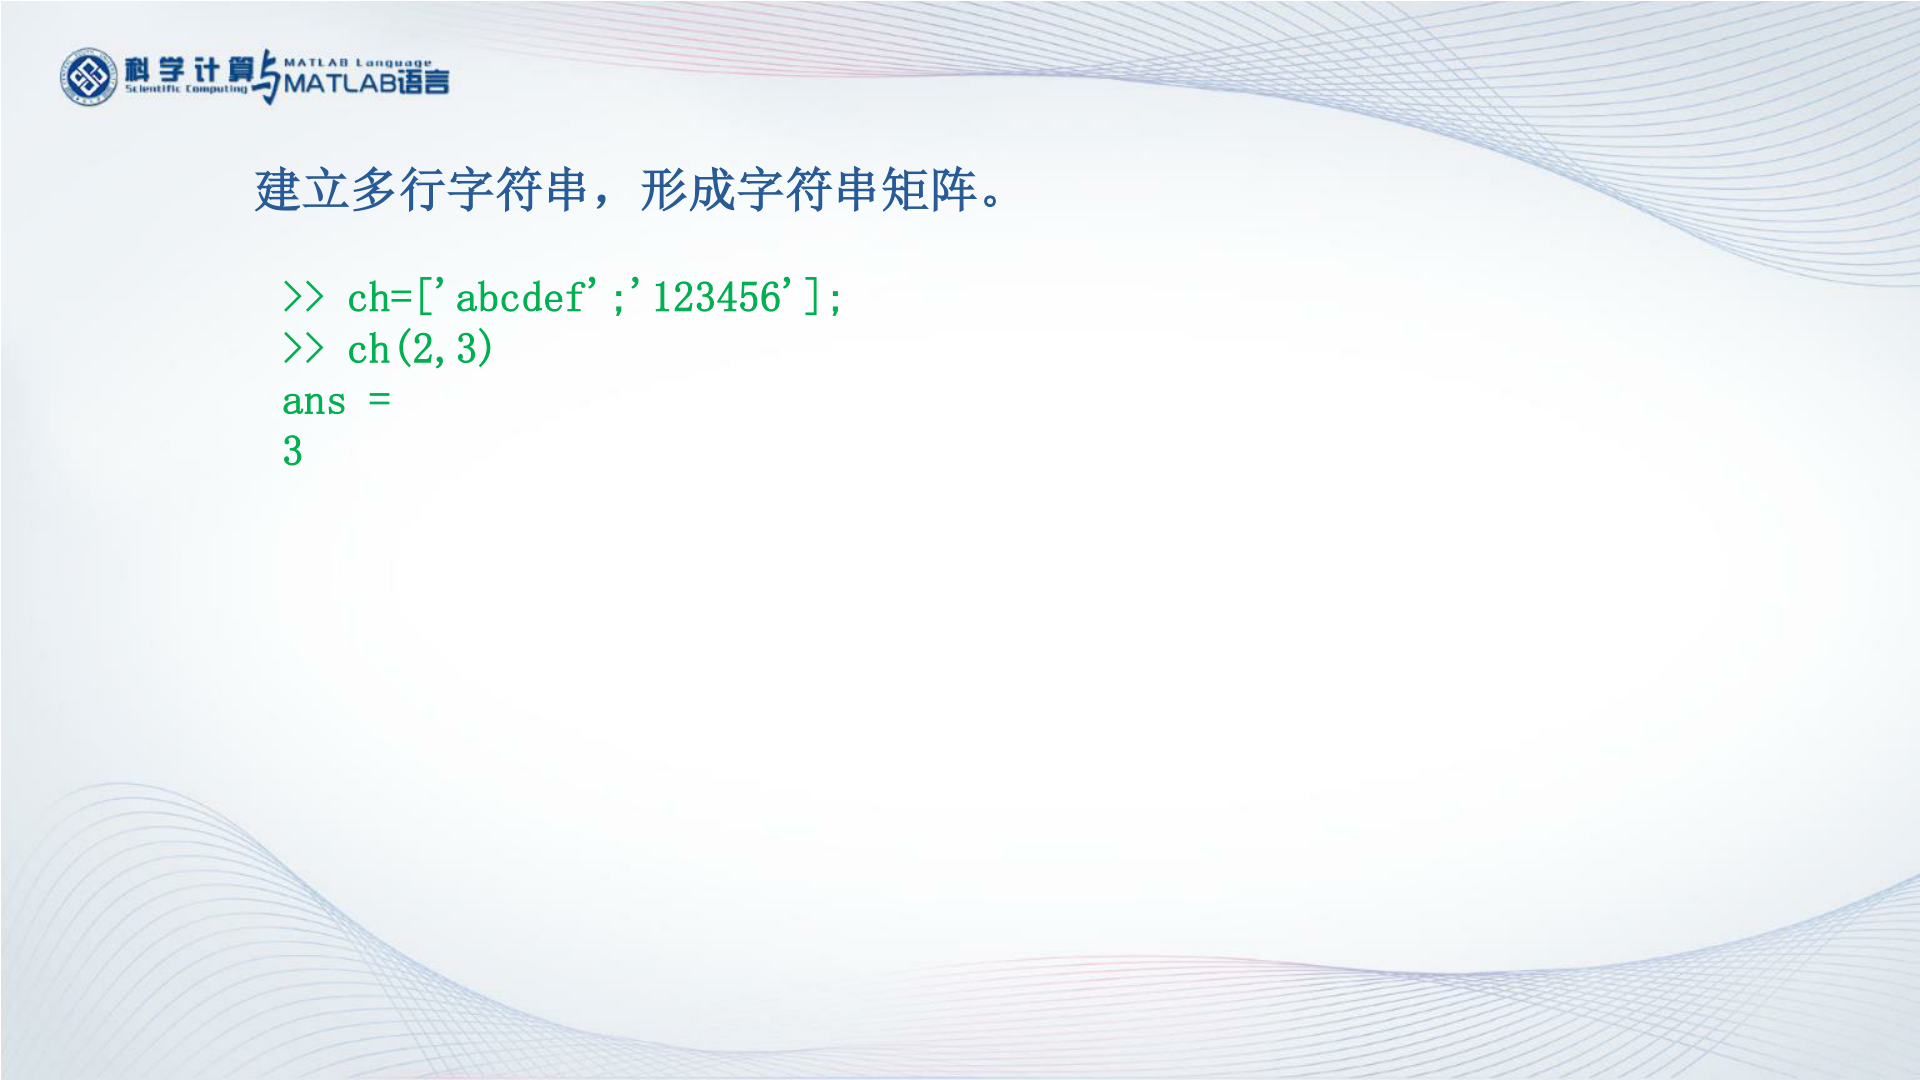 科学计算与MATLAB语言
Scientific Computing MATLAB Language
建立多行字符串，形成字符串矩阵。
>> ch=['abcdef';'123456'];
>> ch(2,3)
ans =
3